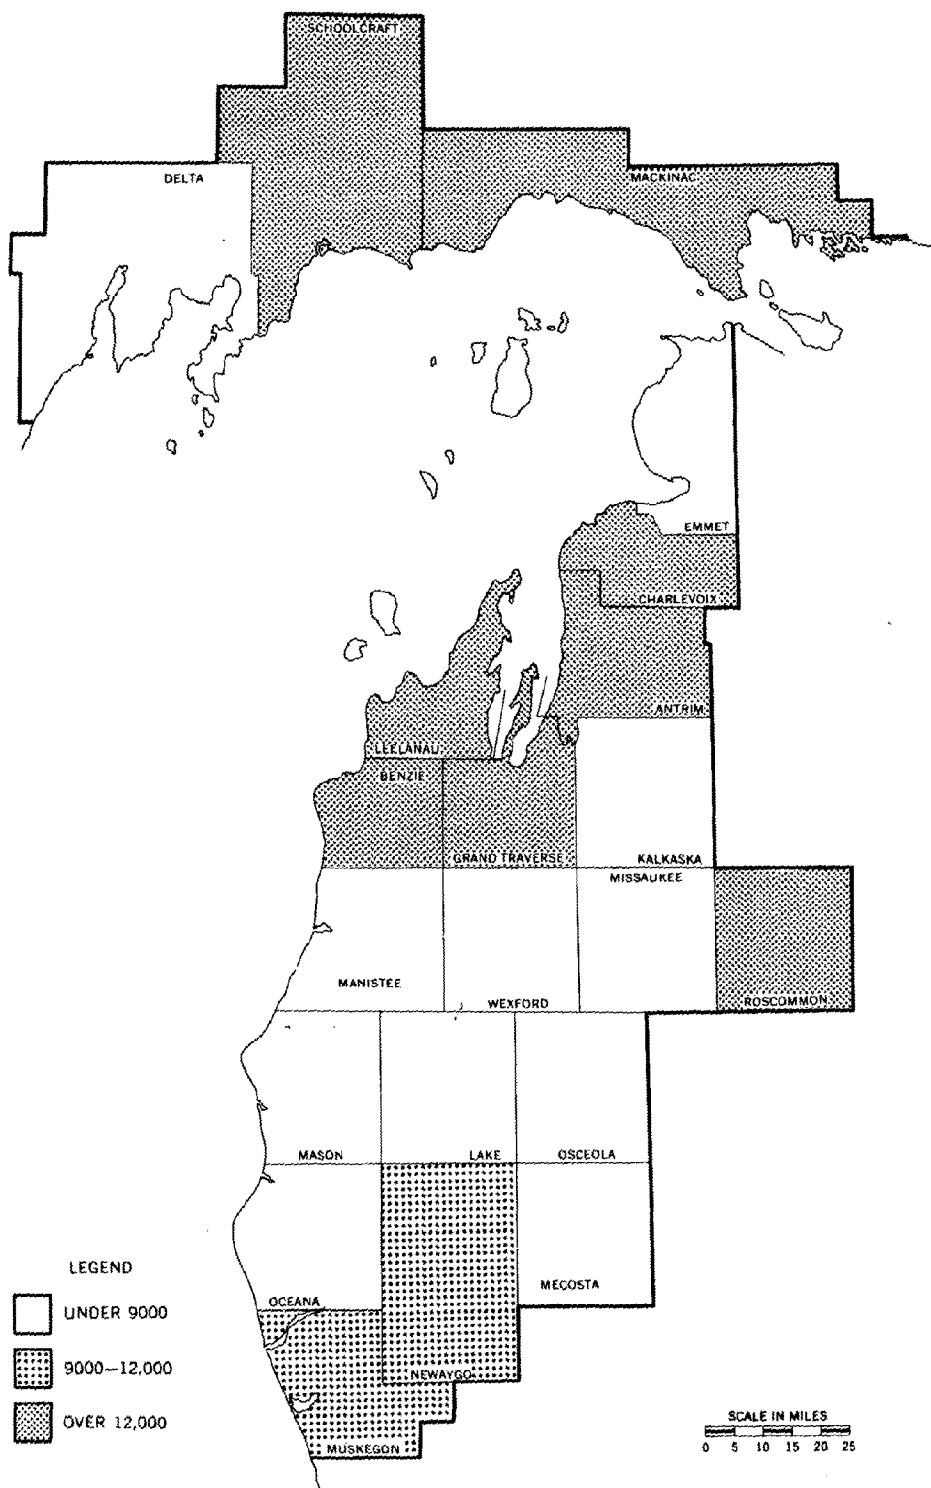 SCHOOLCRAFT
DELTA
MACKINAC
EMMET
CHARLEVOIX
ANTRIM
LEELANAU
BENZIE
GRAND TRAVERSE
KALKASKA
MISSAUKEE
MANISTEE
WEXFORD
ROSCOMMON
MASON
LAKE
OSCEOLA
MECOSTA
OCEANA
NEWAYGO
MUSKEGON
LEGEND
UNDER 9000
9000–12,000
OVER 12,000
SCALE IN MILES
0 5 10 15 20 25